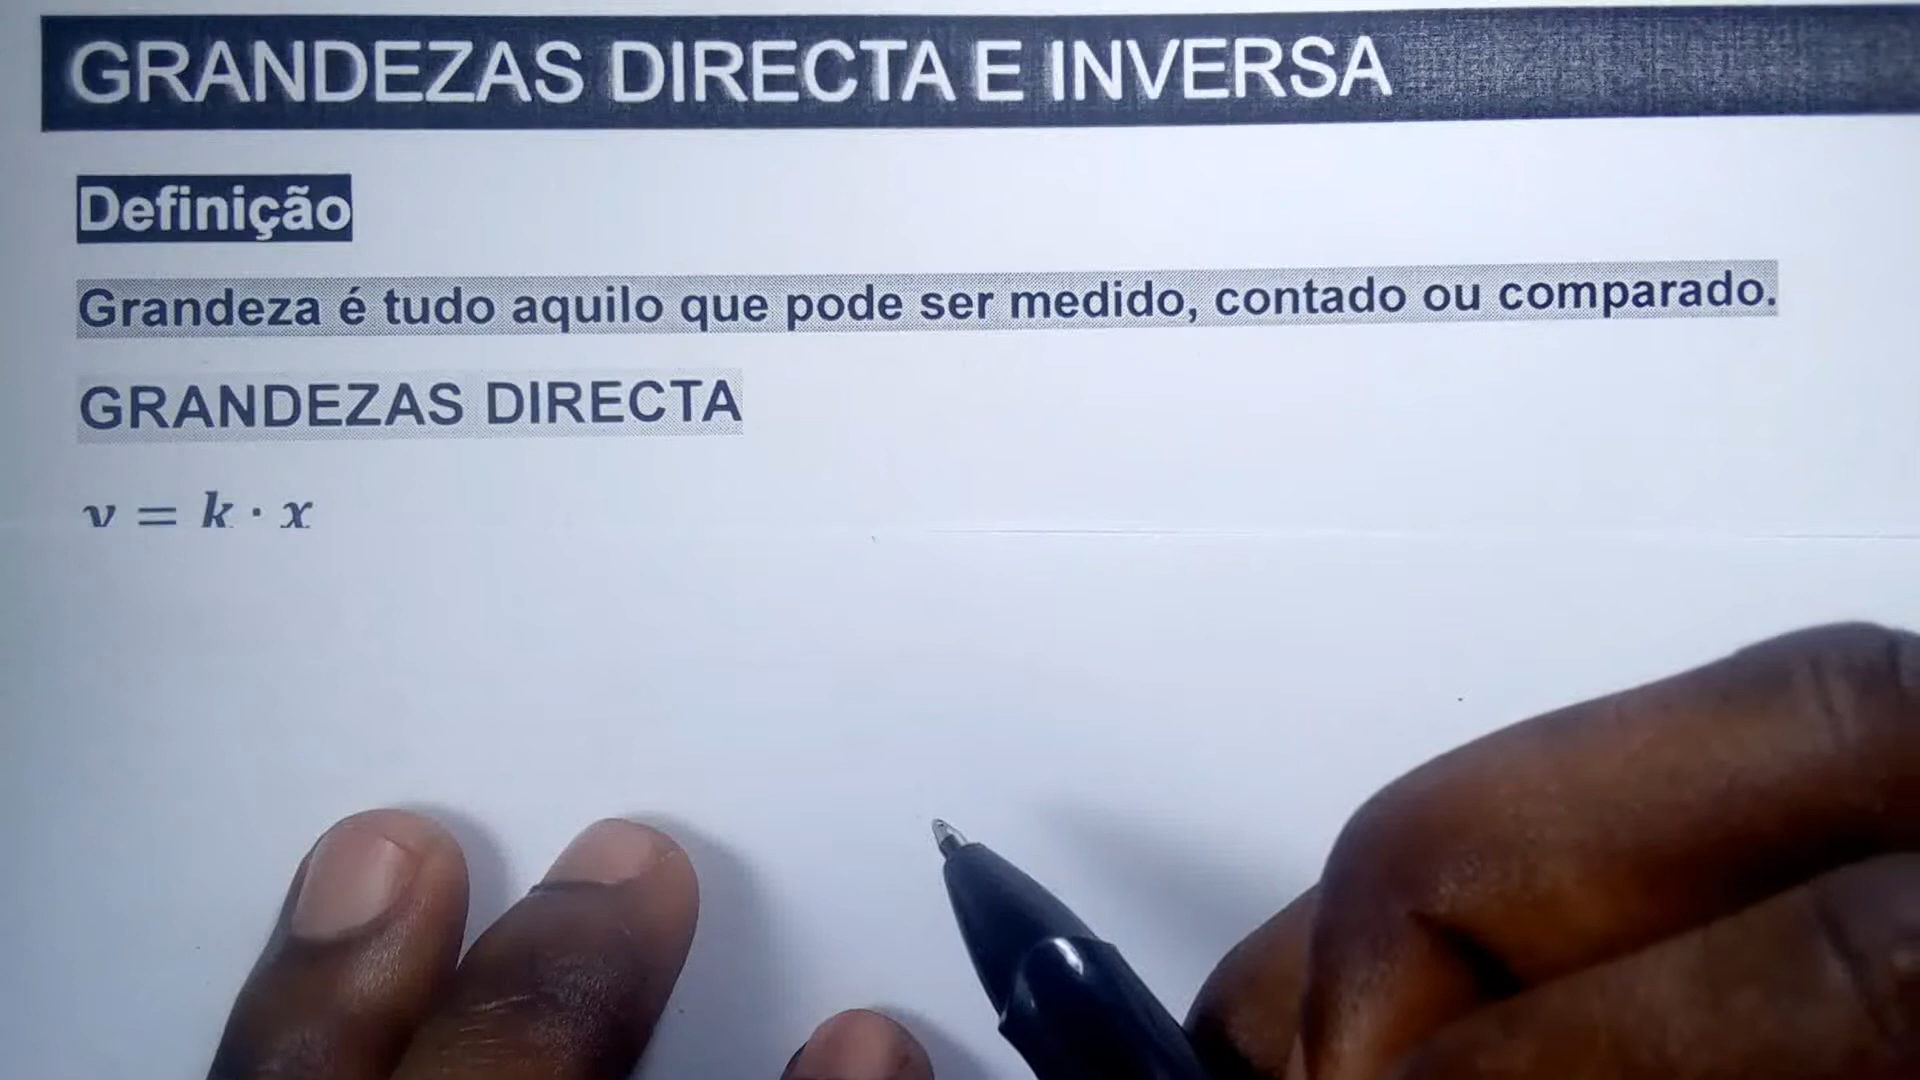 GRANDEZAS DIRECTA E INVERSA
Definição
Grandeza é tudo aquilo que pode ser medido, contado ou comparado.
GRANDEZAS DIRECTA
y = k · x